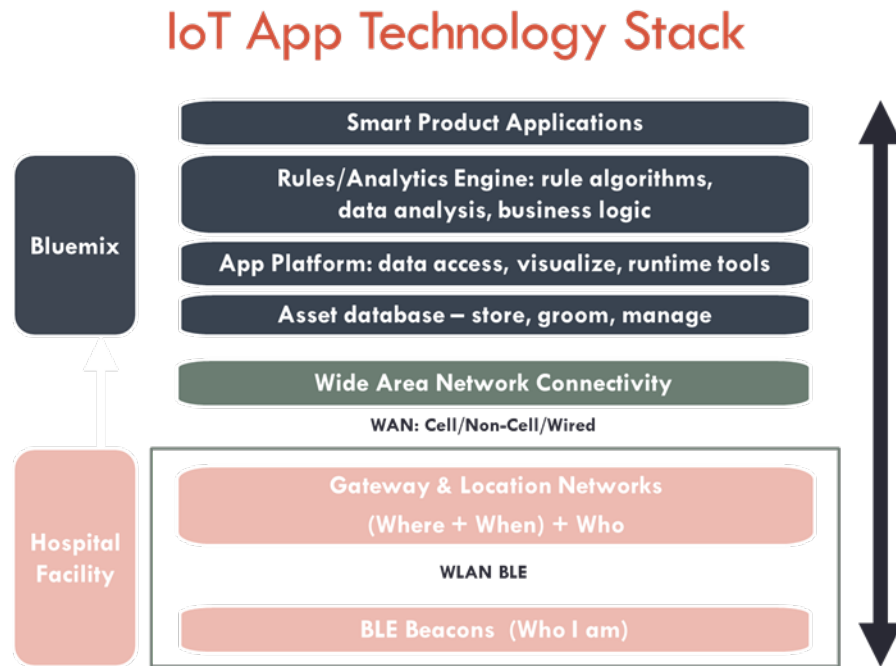 IoT App Technology Stack
Smart Product Applications
Rules/Analytics Engine: rule algorithms,
data analysis, business logic
Bluemix
App Platform: data access, visualize, runtime tools
Asset database – store, groom, manage
Wide Area Network Connectivity
WAN: Cell/Non-Cell/Wired
Gateway & Location Networks
(Where + When) + Who
Hospital
Facility
WLAN BLE
BLE Beacons (Who I am)